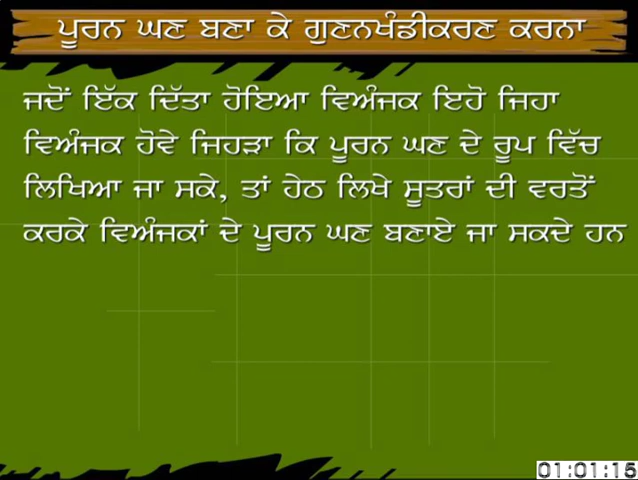 ਪੂਰਨ ਘਣ ਬਣਾ ਕੇ ਗੁਣਨਖੰਡੀਕਰਣ ਕਰਨਾ
ਜਦੋਂ ਇੱਕ ਦਿੱਤਾ ਹੋਇਆ ਵਿਅੰਜਕ ਇਹੋ ਜਿਹਾ
ਵਿਅੰਜਕ ਹੋਵੇ ਜਿਹੜਾ ਕਿ ਪੂਰਨ ਘਣ ਦੇ ਰੂਪ ਵਿੱਚ
ਲਿਖਿਆ ਜਾ ਸਕੇ, ਤਾਂ ਹੇਠ ਲਿਖੇ ਸੂਤਰਾਂ ਦੀ ਵਰਤੋਂ
ਕਰਕੇ ਵਿਅੰਜਕਾਂ ਦੇ ਪੂਰਨ ਘਣ ਬਣਾਏ ਜਾ ਸਕਦੇ ਹਨ
01:01:15